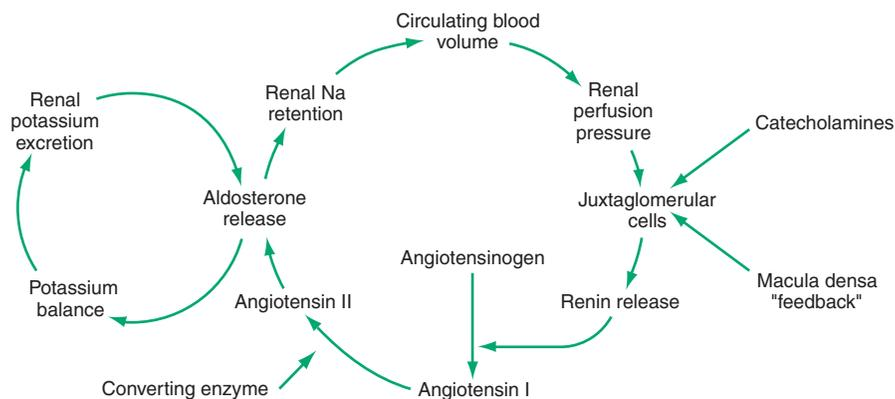 Circulating blood
volume
Renal Na
retention
Renal
potassium
excretion
Renal
perfusion
pressure
Catecholamines
Aldosterone
release
Juxtaglomerular
cells
Angiotensinogen
Potassium
balance
Angiotensin II
Renin release
Macula densa
"feedback"
Converting enzyme
Angiotensin I